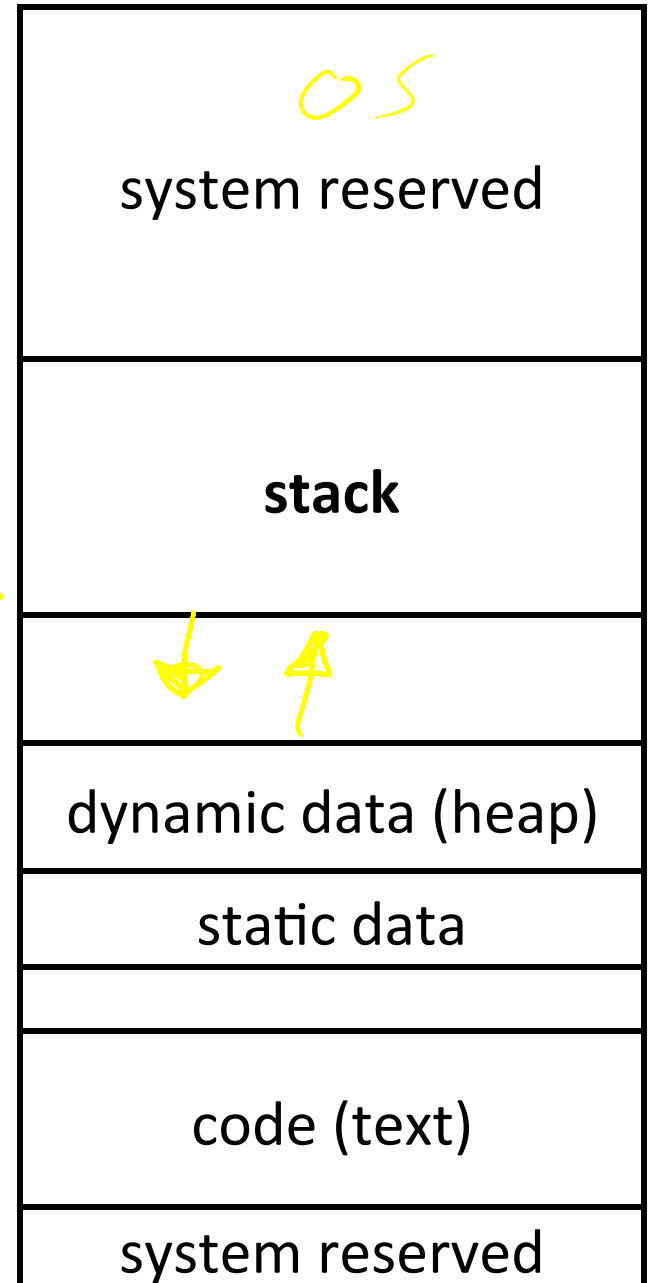 OS
system reserved
stack
dynamic data (heap)
static data
code (text)
system reserved